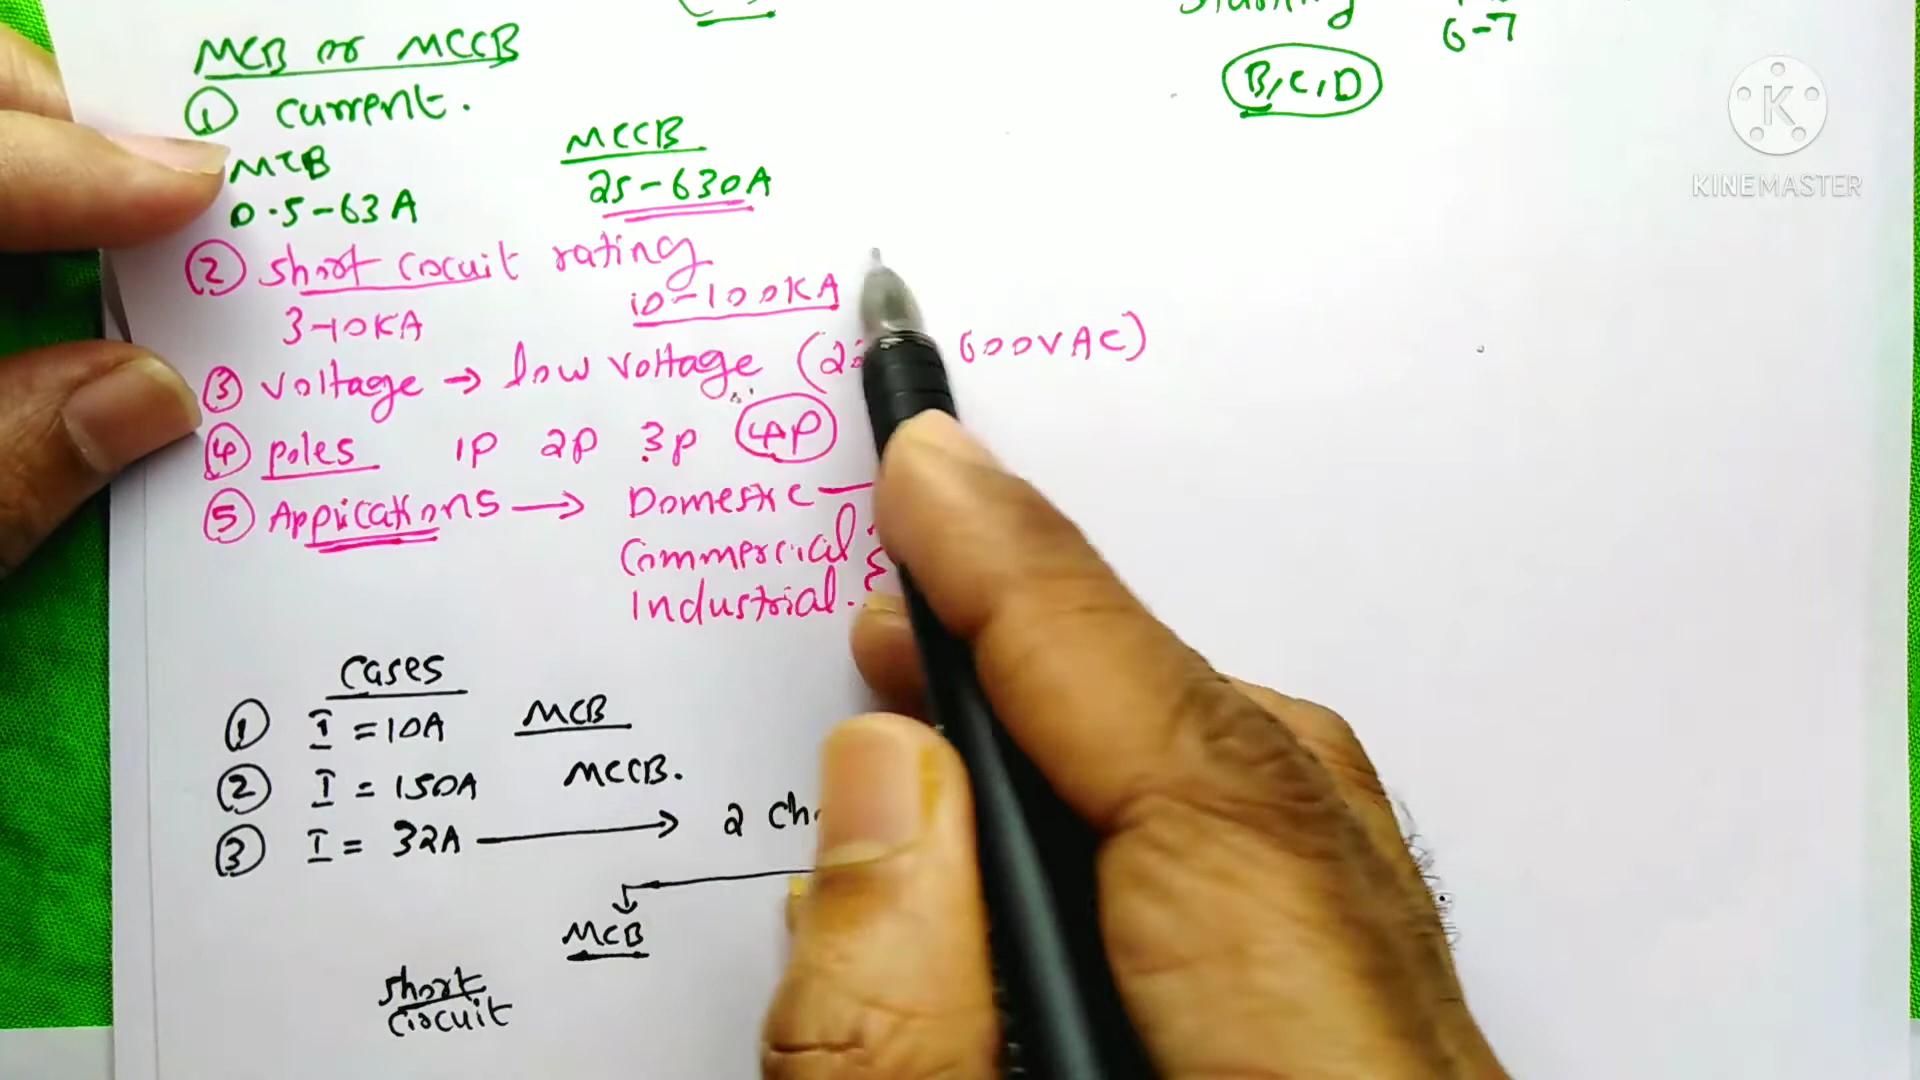 6-7
B, C, D
MCB or MCCB
① Current.
MCB
0.5-63A
MCCB
25-630A
② Short Circuit rating
3-10KA
10-100KA
③ Voltage → low voltage ( 600VAC)
④ Poles 1P 2P 3P 4P
⑤ Applications → Domestic
Commercial
Industrial.
Cases
① I = 10A MCB
② I = 150A MCCB.
③ I = 32A → 2
MCB
Short
Circuit
K
KINEMASTER